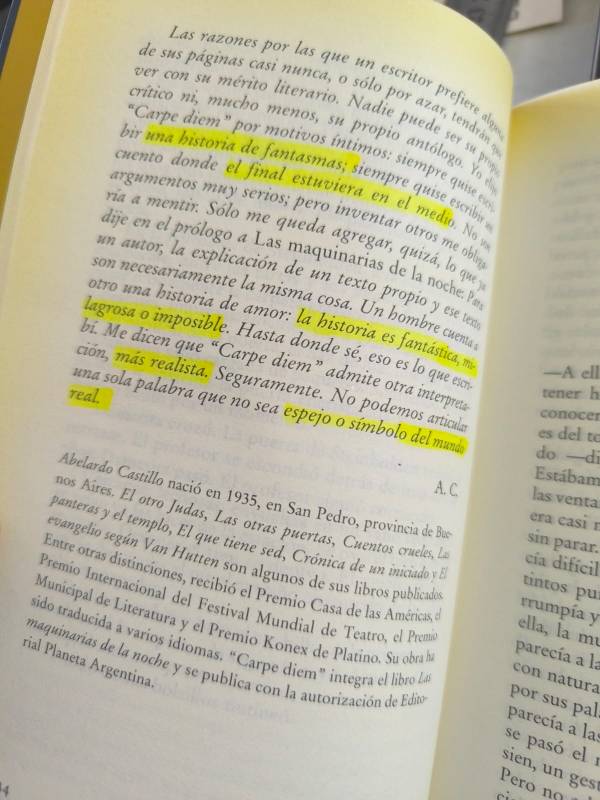 Las razones por las que un escritor prefiere
de sus páginas casi nunca, o sólo por azar, tendrán que
ver con su mérito literario. Nadie puede ser su propio
crítico ni, mucho menos, su propio antólogo. Yo
"Carpe diem" por motivos íntimos: siempre quise escri-
bir una historia de fantasmas; siempre quise escribir un
cuento donde el final estuviera en el medio. No son
argumentos muy serios; pero inventar otros me obliga-
ría a mentir. Sólo me queda agregar, quizá, lo que ya
dije en el prólogo a Las maquinarias de la noche: Para
un autor, la explicación de un texto propio y ese texto
son necesariamente la misma cosa. Un hombre cuenta a
otro una historia de amor: la historia es fantástica, mi-
lagrosa o imposible. Hasta donde sé, eso es lo que escri-
bí. Me dicen que "Carpe diem" admite otra interpreta-
ción, más realista. Seguramente. No podemos articular
una sola palabra que no sea espejo o símbolo del mundo
real.
A. C.
Abelardo Castillo nació en 1935, en San Pedro, provincia de Bue-
nos Aires. El otro Judas, Las otras puertas, Cuentos crueles, Las
panteras y el templo, El que tiene sed, Crónica de un iniciado y El
evangelio según Van Hutten son algunos de sus libros publicados.
Entre otras distinciones, recibió el Premio Casa de las Américas, el
Premio Internacional del Festival Mundial de Teatro, el Premio
Municipal de Literatura y el Premio Konex de Platino. Su obra ha
sido traducida a varios idiomas. "Carpe diem" integra el libro Las
maquinarias de la noche y se publica con la autorización de Edito-
rial Planeta Argentina.
—A ell
tener h
conocer
es del to
do —di
Estábam
las venta
era casi n
sin parar.
cía difícil
tintos pu
rrumpía y
ella, la mu
parecía a la
con natura
por sus pal
parecía a las
se pasó el
sien, un gest
Pero no